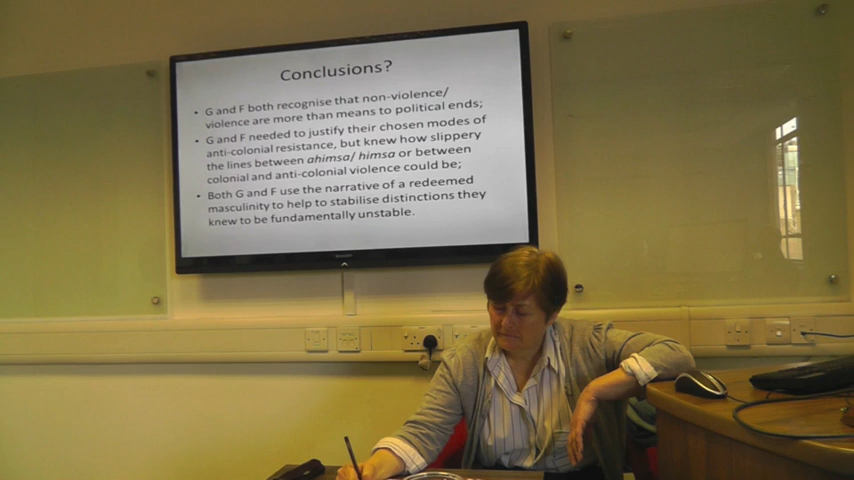 Conclusions?
• G and F both recognise that non-violence/
violence are more than means to political ends;
• G and F needed to justify their chosen modes of
anti-colonial resistance, but knew how slippery
the lines between ahimsa/ himsa or between
colonial and anti-colonial violence could be;
• Both G and F use the narrative of a redeemed
masculinity to help to stabilise distinctions they
knew to be fundamentally unstable.
SHARP